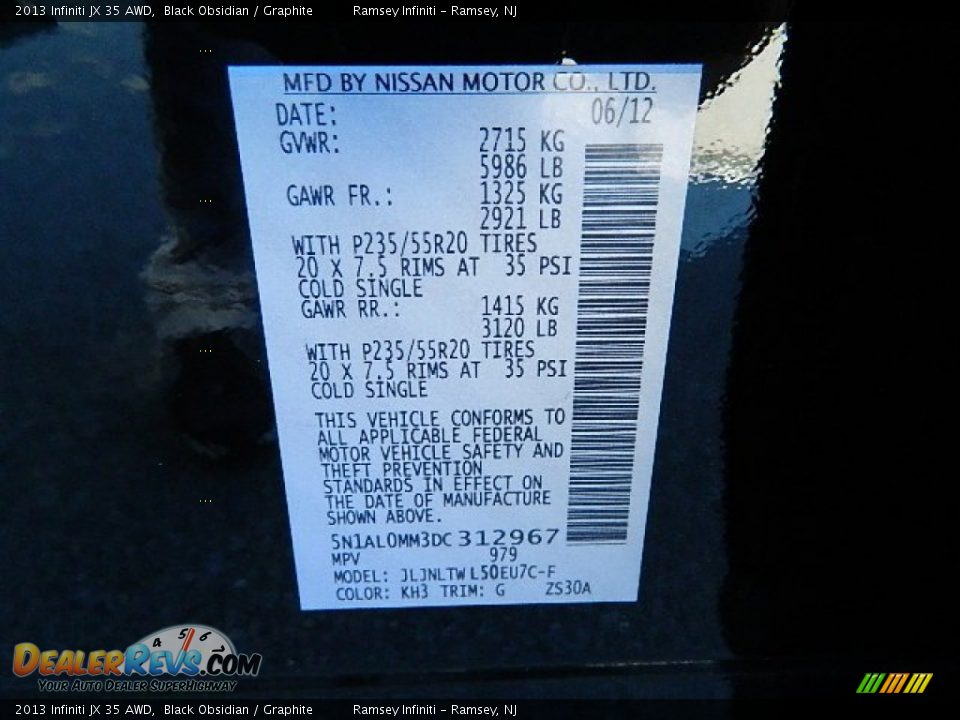 2013 Infiniti JX 35 AWD, Black Obsidian / Graphite Ramsey Infiniti - Ramsey, NJ
MFD BY NISSAN MOTOR CO., LTD.
DATE: 06/12
GVWR: 2715 KG
5986 LB
GAWR FR.: 1325 KG
2921 LB
WITH P235/55R20 TIRES
20 X 7.5 RIMS AT 35 PSI
COLD SINGLE
GAWR RR.: 1415 KG
3120 LB
WITH P235/55R20 TIRES
20 X 7.5 RIMS AT 35 PSI
COLD SINGLE
THIS VEHICLE CONFORMS TO
ALL APPLICABLE FEDERAL
MOTOR VEHICLE SAFETY AND
THEFT PREVENTION
STANDARDS IN EFFECT ON
THE DATE OF MANUFACTURE
SHOWN ABOVE.
5N1AL0MM3DC312967
MPV 979
MODEL: JLJNLTWL50EU7C-F
COLOR: KH3 TRIM: G ZS30A
4 5 6
DEALERREVS.COM
YOUR AUTO DEALER SUPERHIGHWAY
2013 Infiniti JX 35 AWD, Black Obsidian / Graphite Ramsey Infiniti - Ramsey, NJ